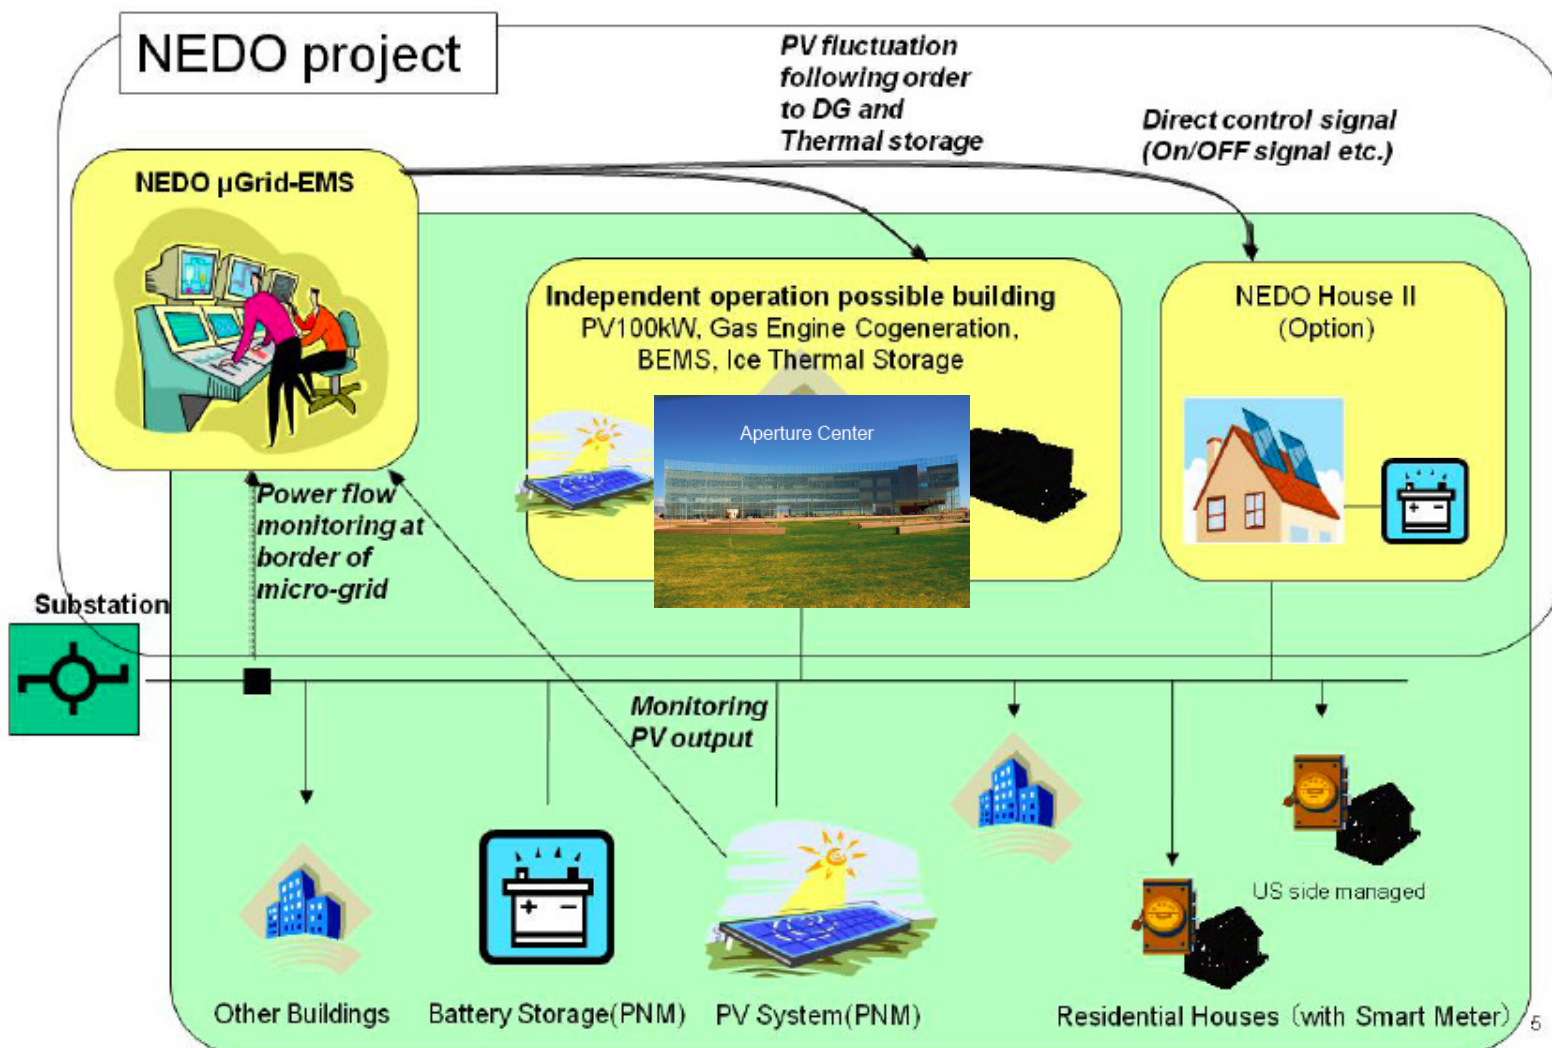 NEDO project
PV fluctuation
following order
to DG and
Thermal storage
Direct control signal
(On/OFF signal etc.)
NEDO µGrid-EMS
Independent operation possible building
PV100kW, Gas Engine Cogeneration,
BEMS, Ice Thermal Storage
NEDO House II
(Option)
Aperture Center
Power flow
monitoring at
border of
micro-grid
Substation
Monitoring
PV output
US side managed
Other Buildings
Battery Storage(PNM)
PV System(PNM)
Residential Houses (with Smart Meter)
5